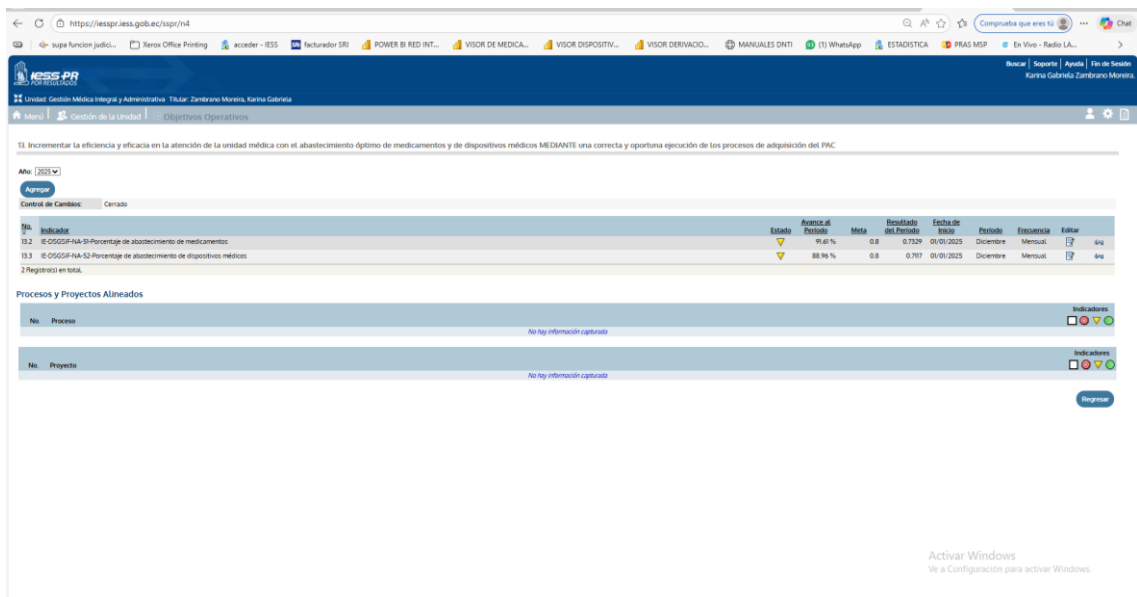 https://iesspr.iess.gob.ec/sspr/n4
Comprueba que eres tú
Chat
supa funcion judici...
Xerox Office Printing
acceder - IESS
facturador SRI
POWER BI RED INT...
VISOR DE MEDICA...
VISOR DISPOSITIV...
VISOR DERIVACIO...
MANUALES DNTI
(1) WhatsApp
ESTADISTICA
PRAS MSP
En Vivo - Radio LA...
Buscar | Soporte | Ayuda | Fin de Sesión
IESS-PR
POR RESULTADOS
Karina Gabriela Zambrano Moreira.
Unidad: Gestión Médica Integral y Administrativa Titular: Zambrano Moreira, Karina Gabriela
Menú | Gestión de la Unidad | Objetivos Operativos
13. Incrementar la eficiencia y eficacia en la atención de la unidad médica con el abastecimiento óptimo de medicamentos y de dispositivos médicos MEDIANTE una correcta y oportuna ejecución de los procesos de adquisición del PAC
Año: 2025
Agregar
Control de Cambios: Cerrado
No. Indicador Estado Avance al Período Meta Resultado del Período Fecha de Inicio Período Frecuencia Editar
13.2 IE-DSGSIF-NA-51-Porcentaje de abastecimiento de medicamentos 91.61 % 0.8 0.7329 01/01/2025 Diciembre Mensual
13.3 IE-DSGSIF-NA-52-Porcentaje de abastecimiento de dispositivos médicos 88.96 % 0.8 0.7117 01/01/2025 Diciembre Mensual
2 Registro(s) en total.
Procesos y Proyectos Alineados
Indicadores
No. Proceso
No hay información capturada
Indicadores
No. Proyecto
No hay información capturada
Regresar
Activar Windows
Ve a Configuración para activar Windows.